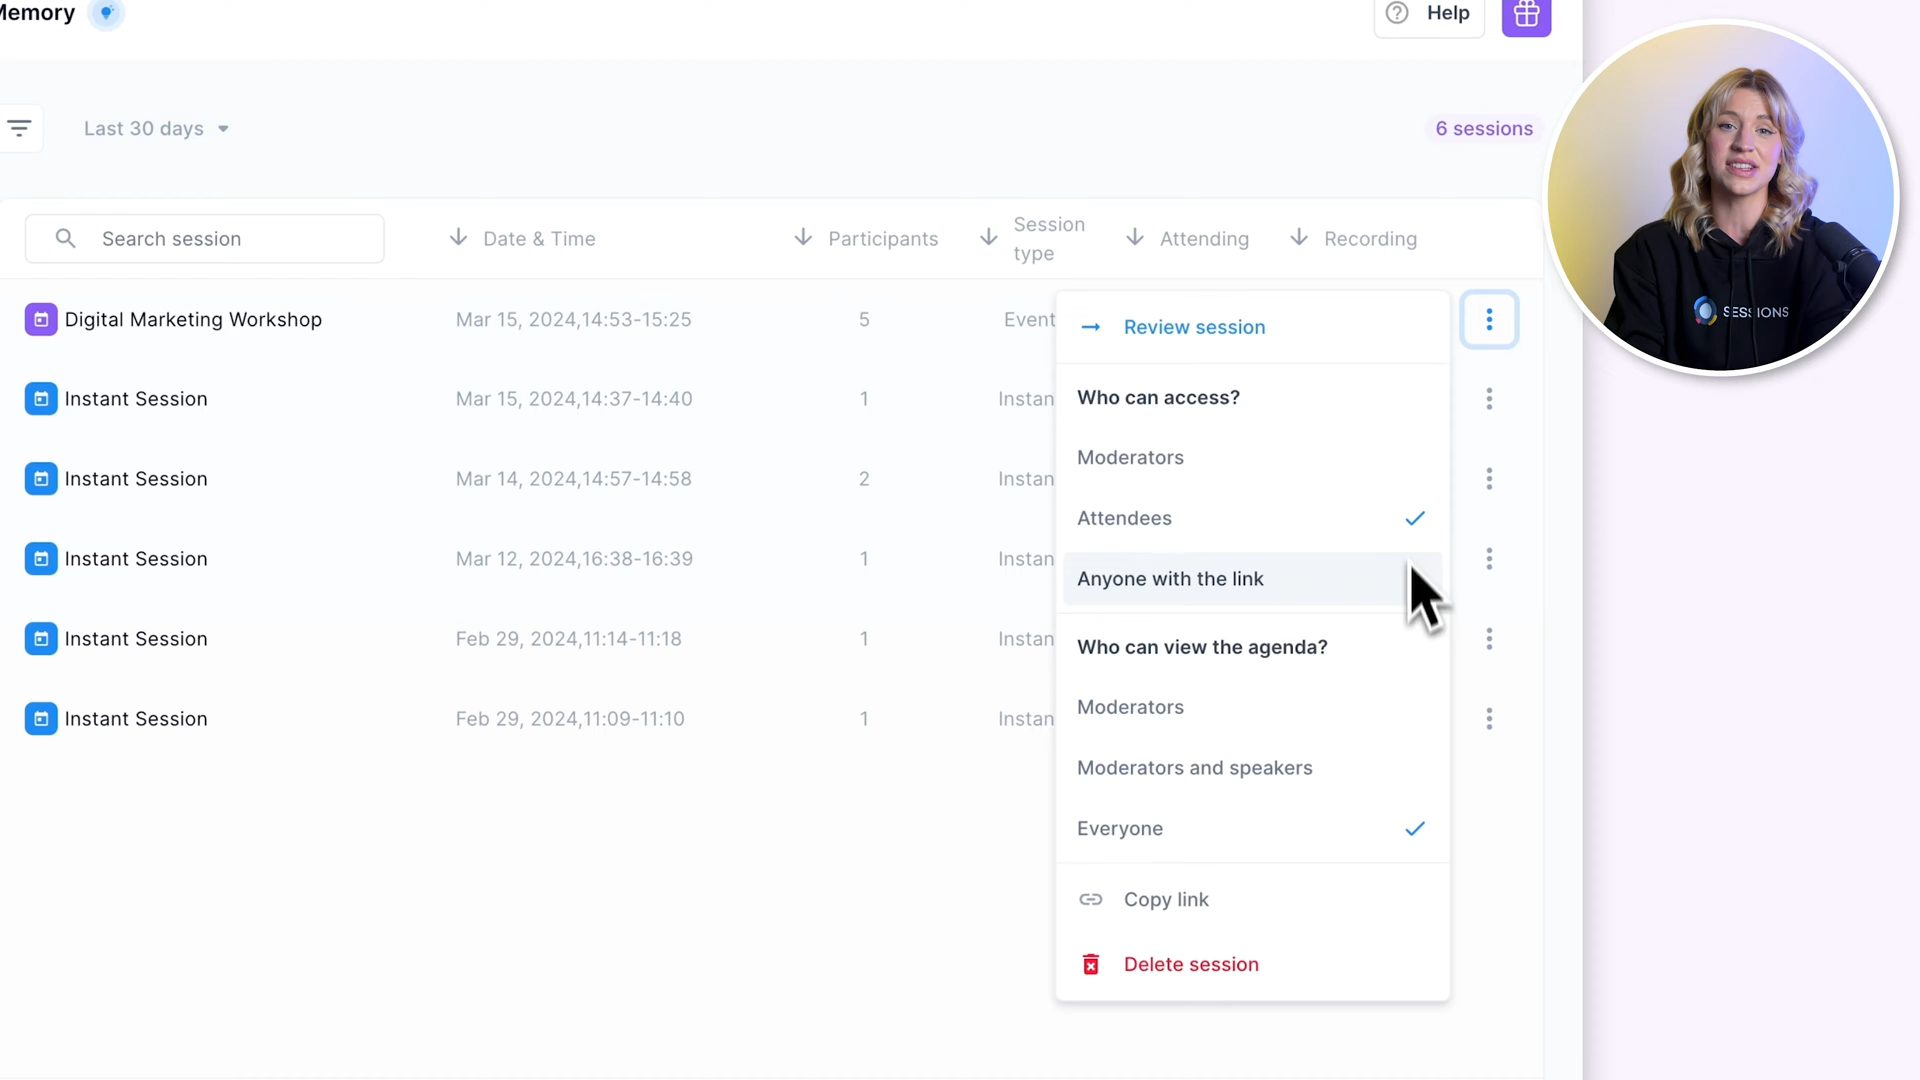 Memory
Help
Last 30 days
6 sessions
Search session
Date & Time
Participants
Session
type
Attending
Recording
Digital Marketing Workshop
Mar 15, 2024,14:53-15:25
5
Event
Instant Session
Mar 15, 2024,14:37-14:40
1
Instan
Instant Session
Mar 14, 2024,14:57-14:58
2
Instan
Instant Session
Mar 12, 2024,16:38-16:39
1
Instan
Instant Session
Feb 29, 2024,11:14-11:18
1
Instan
Instant Session
Feb 29, 2024,11:09-11:10
1
Instan
Review session
Who can access?
Moderators
Attendees
Anyone with the link
Who can view the agenda?
Moderators
Moderators and speakers
Everyone
Copy link
Delete session
SESSIONS